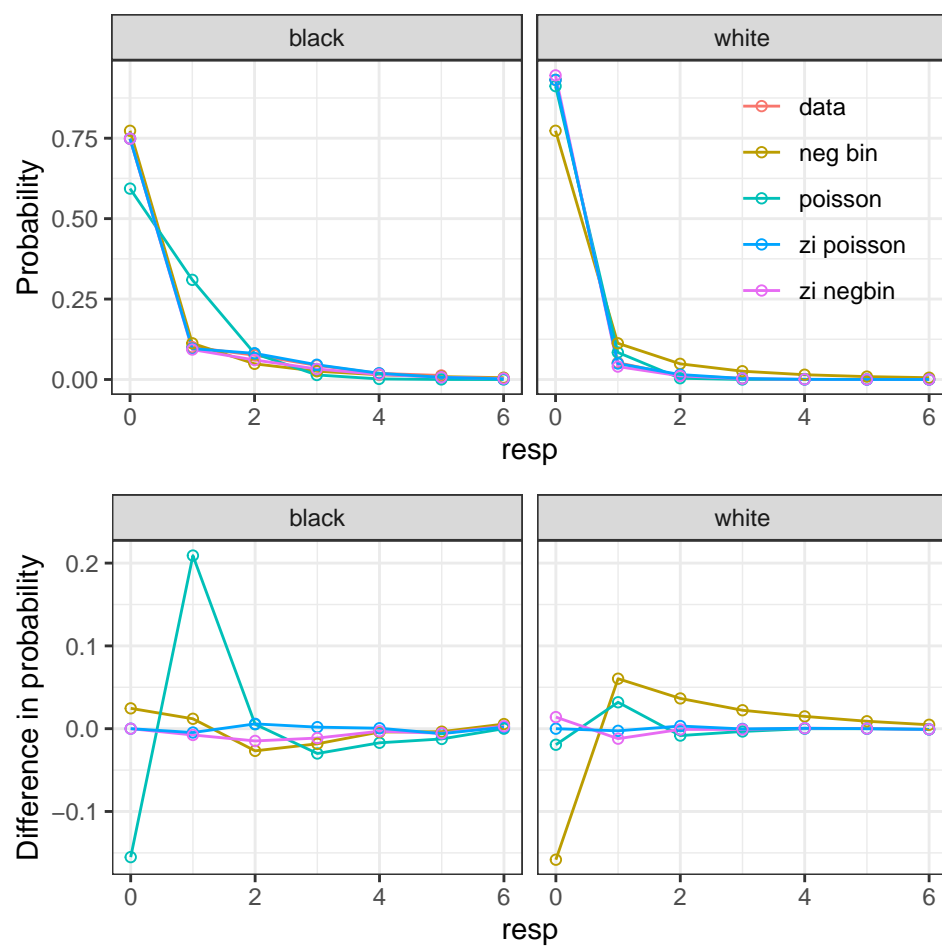 black white
Probability
0.75
0.50
0.25
0.00
data
neg bin
poisson
zi poisson
zi negbin
0 2 4 6 0 2 4 6
resp
black white
Difference in probability
0.2
0.1
0.0
−0.1
0 2 4 6 0 2 4 6
resp